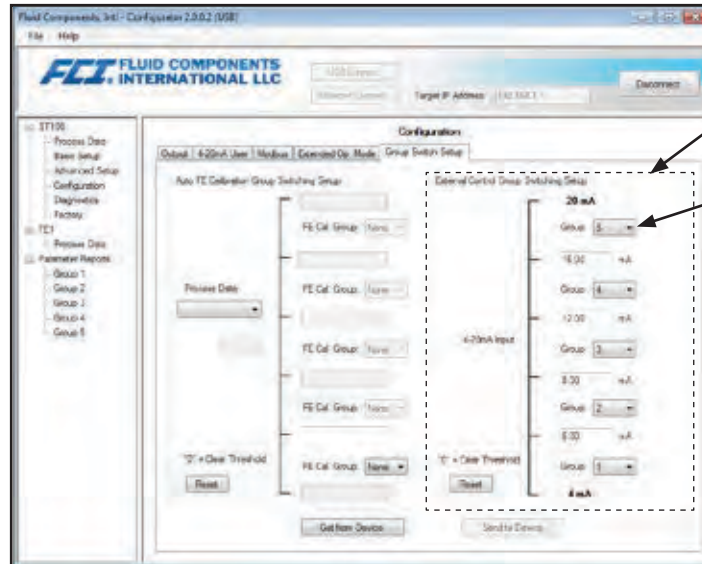 Fluid Components, Intl - Configurator 2.0.0.2 (USB)
File Help
FCI. FLUID COMPONENTS
INTERNATIONAL LLC
Target IP Address
Disconnect
ST100
Process Data
Basic Setup
Advanced Setup
Configuration
Diagnostics
Factory
FE1
Process Data
Parameter Reports
Group 1
Group 2
Group 3
Group 4
Group 5
Configuration
Output 4-20mA User Modbus Extended Op. Mode Group Switch Setup
Auto FE Calibration Group Switching Setup
FE Cal. Group: None
FE Cal. Group: None
Process Data:
FE Cal. Group: None
FE Cal. Group: None
"0" = Clear Threshold
FE Cal. Group: None
Reset
External Control Group Switching Setup
20 mA
Group: 5
16.00 mA
Group: 4
12.00 mA
4-20mA Input
Group: 3
8.00 mA
Group: 2
6.00 mA
Group: 1
= Clear Threshold
Reset
4 mA
Get from Device
Send to Device